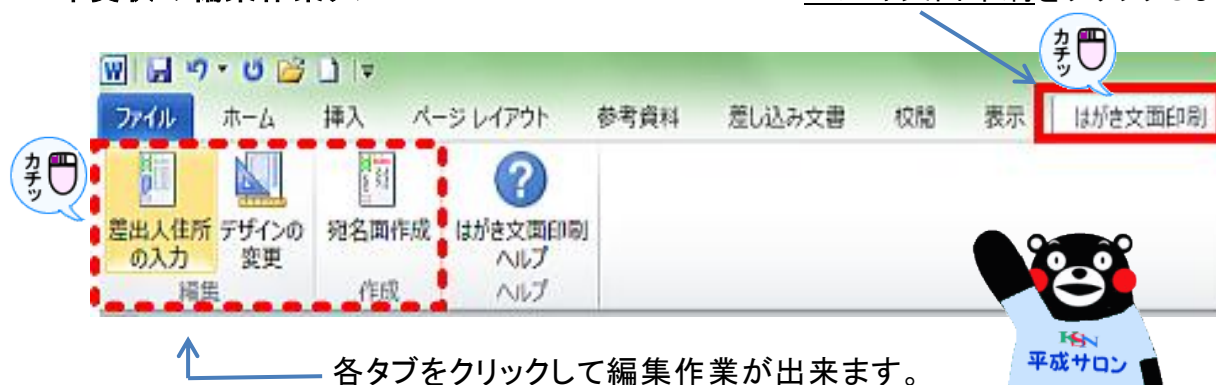 カチッ
ファイル ホーム 挿入 ページ レイアウト 参考資料 差し込み文書 校閲 表示 はがき文面印刷
カチッ
差出人住所の入力 デザインの変更 宛名面作成 はがき文面印刷ヘルプ
編集 作成 ヘルプ
各タブをクリックして編集作業が出来ます。
KSN
平成サロン